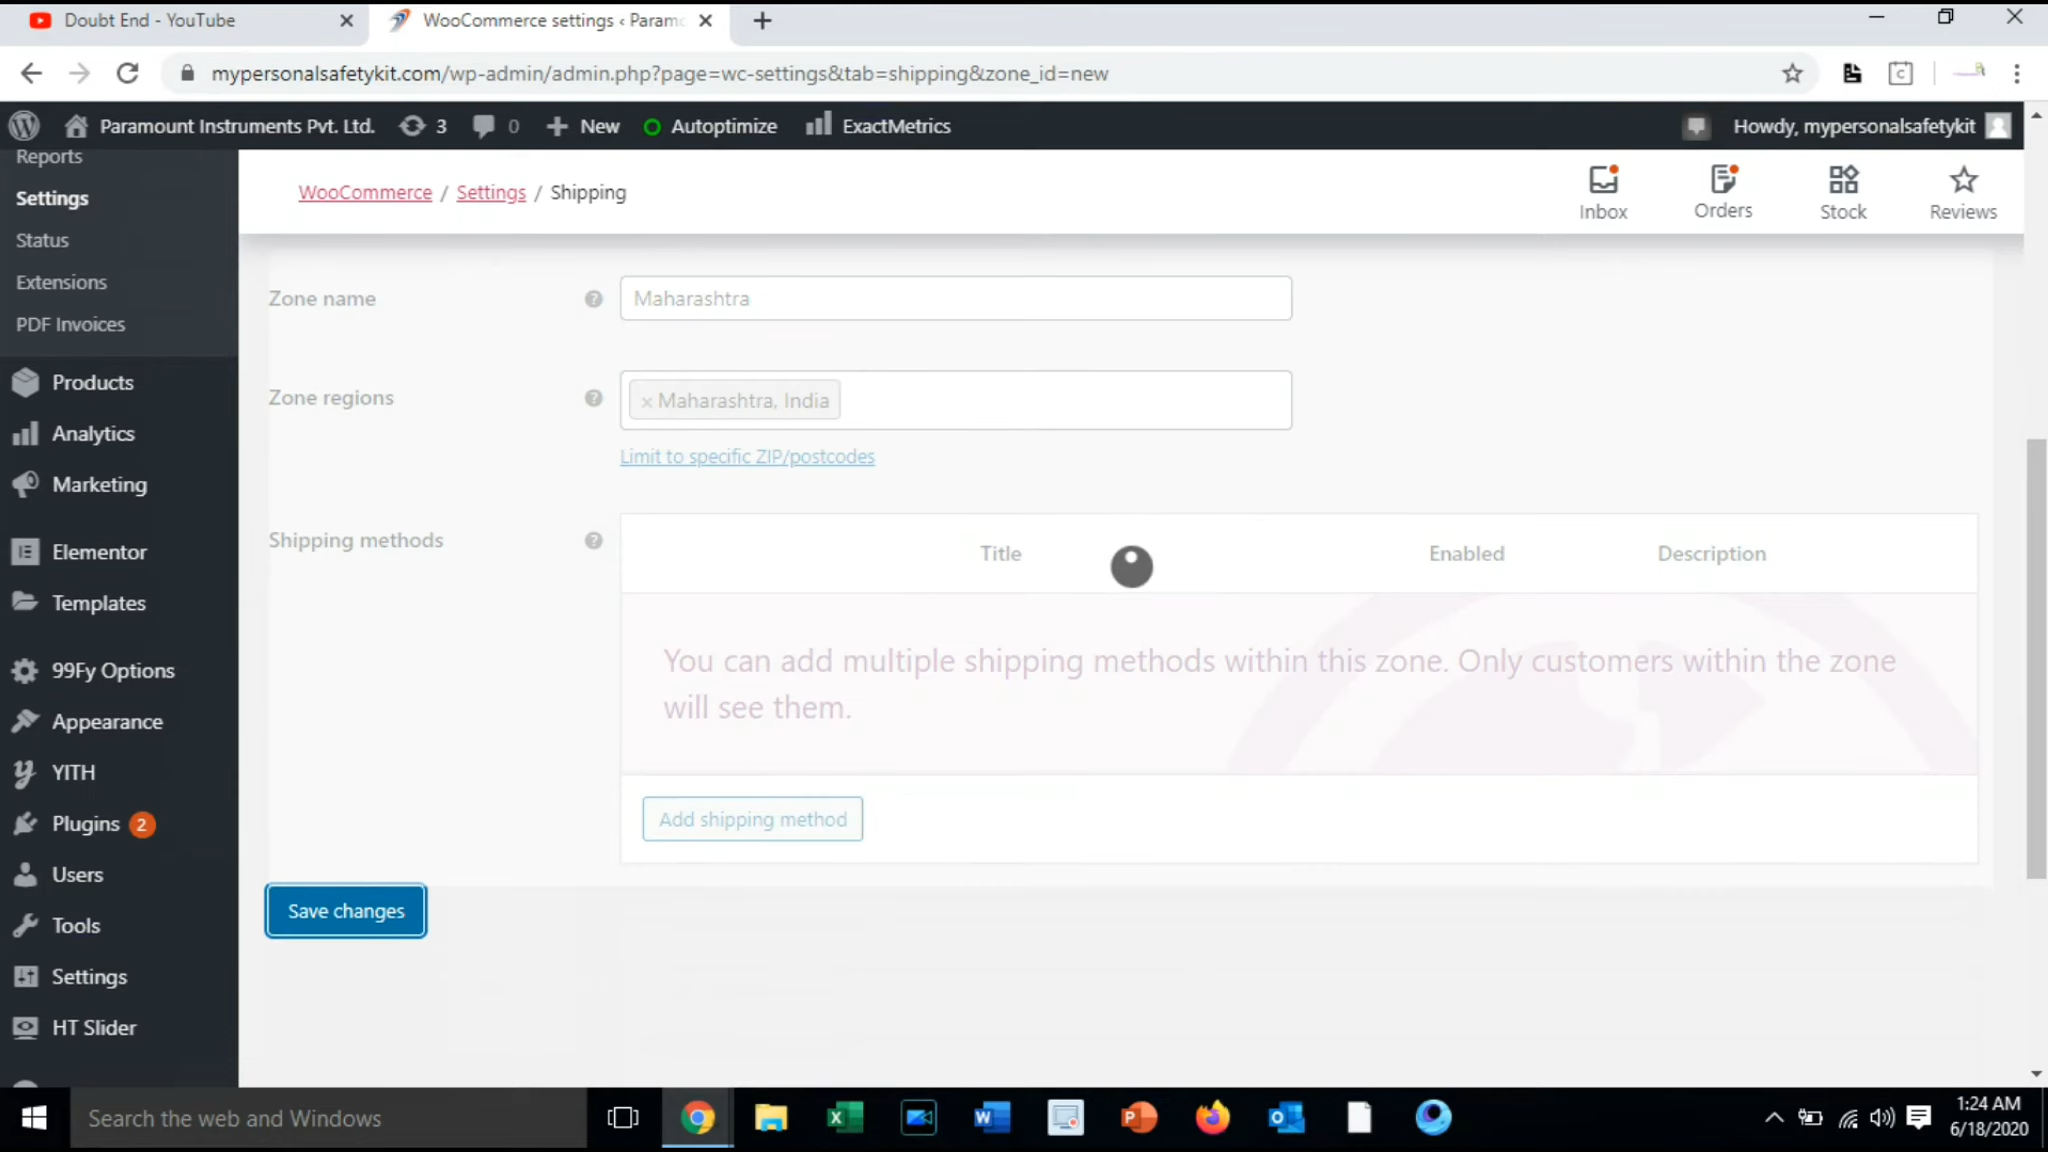 Doubt End - YouTube
WooCommerce settings ‹ Param
mypersonalsafetykit.com/wp-admin/admin.php?page=wc-settings&tab=shipping&zone_id=new
Paramount Instruments Pvt. Ltd. 3 0 New Autoptimize ExactMetrics Howdy, mypersonalsafetykit
Reports
Settings
Status
Extensions
PDF Invoices
Products
Analytics
Marketing
Elementor
Templates
99Fy Options
Appearance
YITH
Plugins 2
Users
Tools
Settings
HT Slider
WooCommerce / Settings / Shipping
Inbox Orders Stock Reviews
Zone name ? Maharashtra
Zone regions ? × Maharashtra, India
Limit to specific ZIP/postcodes
Shipping methods ? Title Enabled Description
You can add multiple shipping methods within this zone. Only customers within the zone
will see them.
Add shipping method
Save changes
Search the web and Windows
1:24 AM
6/18/2020